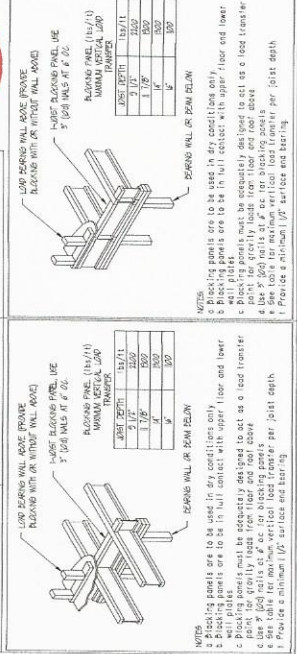 LOAD BEARING WALL ABOVE (PROVIDE
BLOCKING WITH OR WITHOUT WALL ABOVE)
I-JOIST BLOCKING PANEL, USE
3" (10d) NAILS AT 6" OC.
BLOCKING PANEL (lbs/ft)
MAXIMUM VERTICAL LOAD
TRANSFER
JOIST DEPTH lbs/ft
9 1/2" 2200
11 7/8" 1900
14"
16" 1600
BEARING WALL OR BEAM BELOW
NOTES
a Blocking panels are to be used in dry conditions only
b Blocking panels are to be in full contact with upper floor and lower
wall plates
c Blocking panels must be adequately designed to act as a load transfer
point for gravity loads from floor and roof above
d. Use 3" (10d) nails at 6" oc for blocking panels
e See table for maximum vertical load transfer per joist depth
f Provide a minimum 1 1/2" surface end bearing
LOAD BEARING WALL ABOVE (PROVIDE
BLOCKING WITH OR WITHOUT WALL ABOVE)
I-JOIST BLOCKING PANEL, USE
3" (10d) NAILS AT 6" OC.
BLOCKING PANEL (lbs/ft)
MAXIMUM VERTICAL LOAD
TRANSFER
JOIST DEPTH lbs/ft
9 1/2" 2200
11 7/8" 1900
14"
16" 1600
BEARING WALL OR BEAM BELOW
NOTES
a Blocking panels are to be used in dry conditions only
b Blocking panels are to be in full contact with upper floor and lower
wall plates
c Blocking panels must be adequately designed to act as a load transfer
point for gravity loads from floor and roof above
d. Use 3" (10d) nails at 6" oc for blocking panels
e See table for maximum vertical load transfer per joist depth
f Provide a minimum 1 1/2" surface end bearing